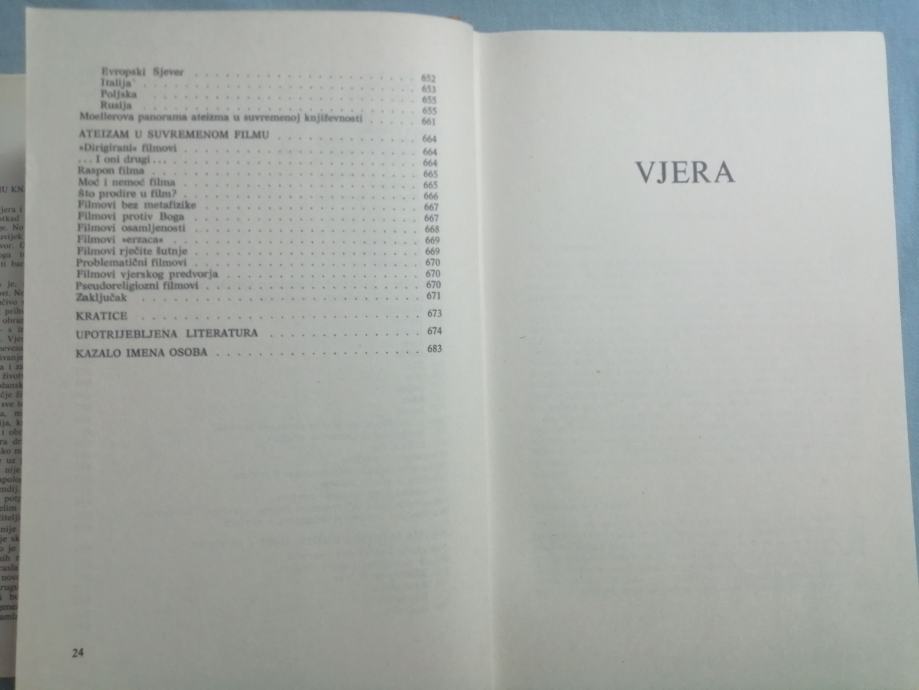 Evropski Sjever . . . . . . . . . . . . . . . . . . 652
Italija . . . . . . . . . . . . . . . . . . 653
Poljska . . . . . . . . . . . . . . . . . . 655
Rusija . . . . . . . . . . . . . . . . . . 655
Moellerova panorama ateizma u suvremenoj književnosti . . . . 661
ATEIZAM U SUVREMENOM FILMU . . . . . . . . . . . 664
»Dirigirani« filmovi . . . . . . . . . . . . . . . . 664
. . . I oni drugi . . . . . . . . . . . . . . . . . . 664
Raspon filma . . . . . . . . . . . . . . . . . . 665
Moć i nemoć filma . . . . . . . . . . . . . . . . 665
Što prodire u film? . . . . . . . . . . . . . . . . 666
Filmovi bez metafizike . . . . . . . . . . . . . . . 667
Filmovi protiv Boga . . . . . . . . . . . . . . . . 667
Filmovi osamljenosti . . . . . . . . . . . . . . . . 668
Filmovi »erzaca« . . . . . . . . . . . . . . . . . 669
Filmovi rječite šutnje . . . . . . . . . . . . . . . 669
Problematični filmovi . . . . . . . . . . . . . . . 670
Filmovi vjerskog predvorja . . . . . . . . . . . . . 670
Pseudoreligiozni filmovi . . . . . . . . . . . . . . 670
Zaključak . . . . . . . . . . . . . . . . . . . 671
KRATICE . . . . . . . . . . . . . . . . . . . 673
UPOTRIJEBLJENA LITERATURA . . . . . . . . . . . 674
KAZALO IMENA OSOBA . . . . . . . . . . . . . . 683
24
VJERA